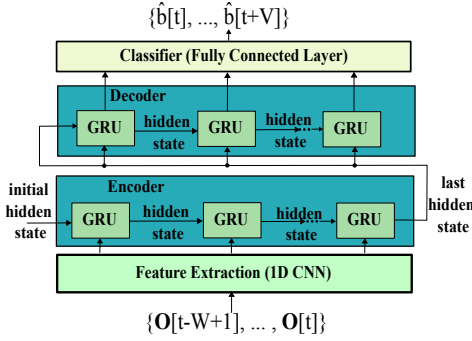 {b̂[t], ..., b̂[t+V]}
Classifier (Fully Connected Layer)
Decoder
GRU
hidden
state
GRU
hidden
state
GRU
Encoder
initial
hidden
state
GRU
hidden
state
GRU
hidden
state
GRU
last
hidden
state
Feature Extraction (1D CNN)
{O[t-W+1], ... , O[t]}